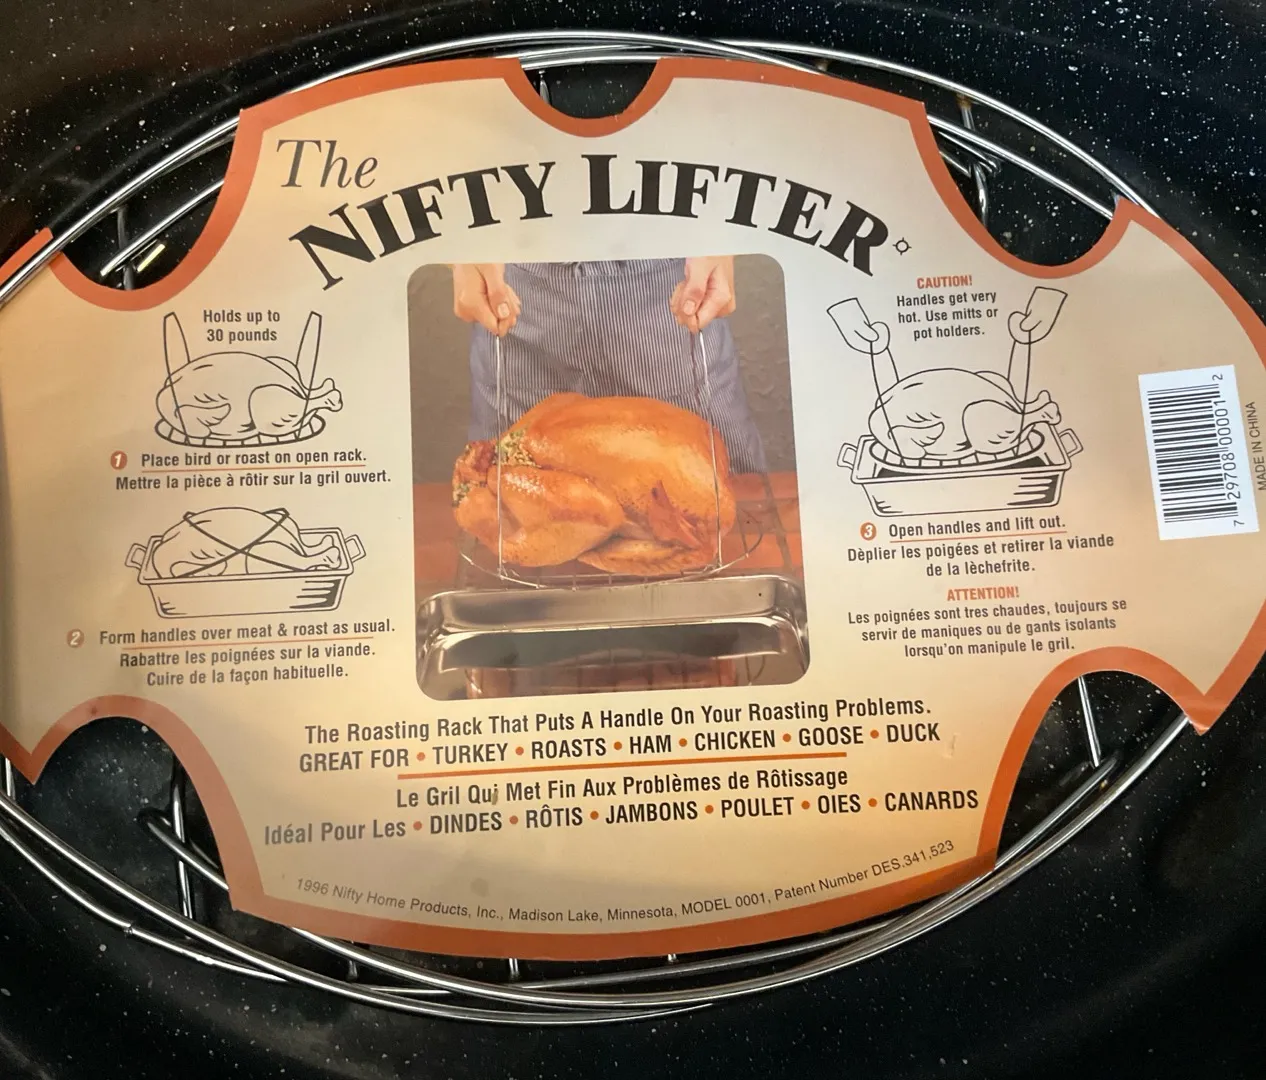 The
NIFTY LIFTER
Holds up to
30 pounds
1 Place bird or roast on open rack.
Mettre la pièce à rôtir sur la gril ouvert.
2 Form handles over meat & roast as usual.
Rabattre les poignées sur la viande.
Cuire de la façon habituelle.
CAUTION!
Handles get very
hot. Use mitts or
pot holders.
3 Open handles and lift out.
Dèplier les poigées et retirer la viande
de la lèchefrite.
ATTENTION!
Les poignées sont tres chaudes, toujours se
servir de maniques ou de gants isolants
lorsqu'on manipule le gril.
7 29708 00001 2
MADE IN CHINA
The Roasting Rack That Puts A Handle On Your Roasting Problems.
GREAT FOR • TURKEY • ROASTS • HAM • CHICKEN • GOOSE • DUCK
Le Gril Qui Met Fin Aux Problèmes de Rôtissage
Idéal Pour Les • DINDES • RÔTIS • JAMBONS • POULET • OIES • CANARDS
1996 Nifty Home Products, Inc., Madison Lake, Minnesota, MODEL 0001, Patent Number DES.341,523